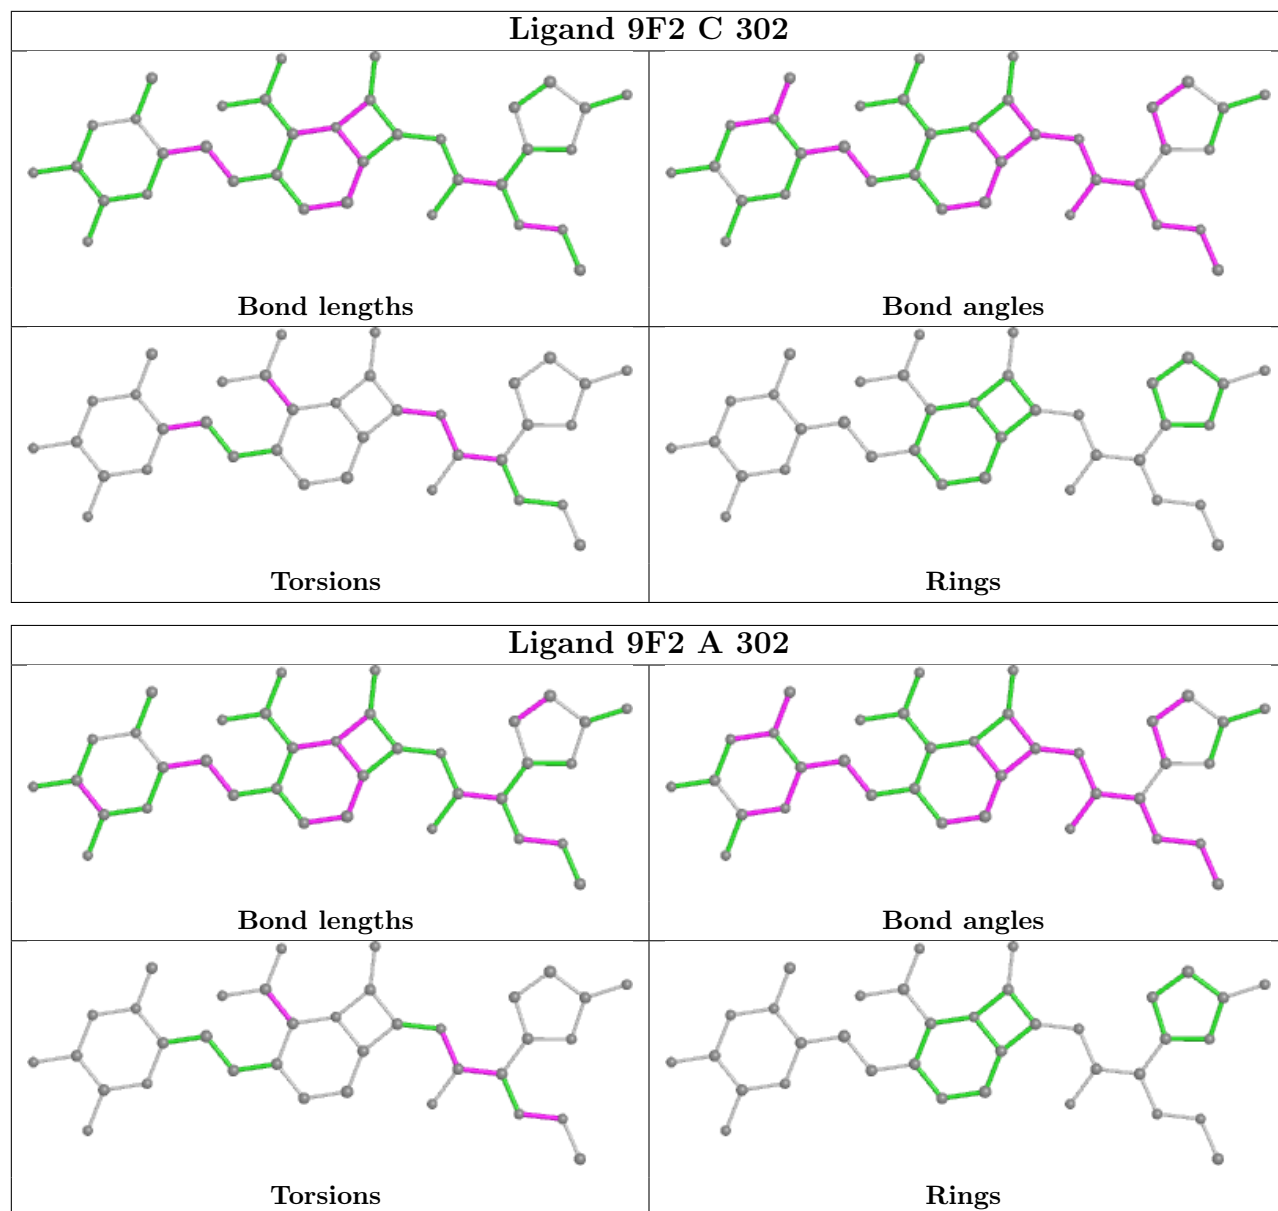 Ligand 9F2 C 302
Bond lengths
Bond angles
Torsions
Rings
Ligand 9F2 A 302
Bond lengths
Bond angles
Torsions
Rings